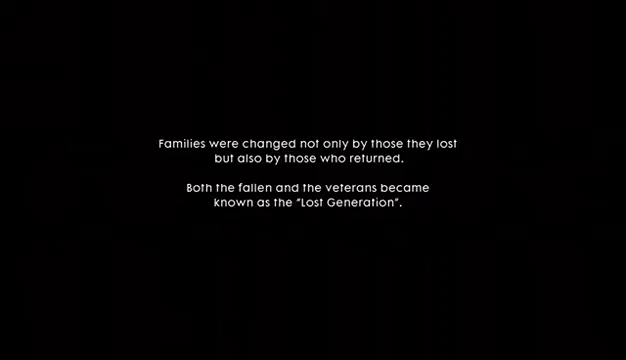 Families were changed not only by those they lost
but also by those who returned.
Both the fallen and the veterans became
known as the “Lost Generation”.